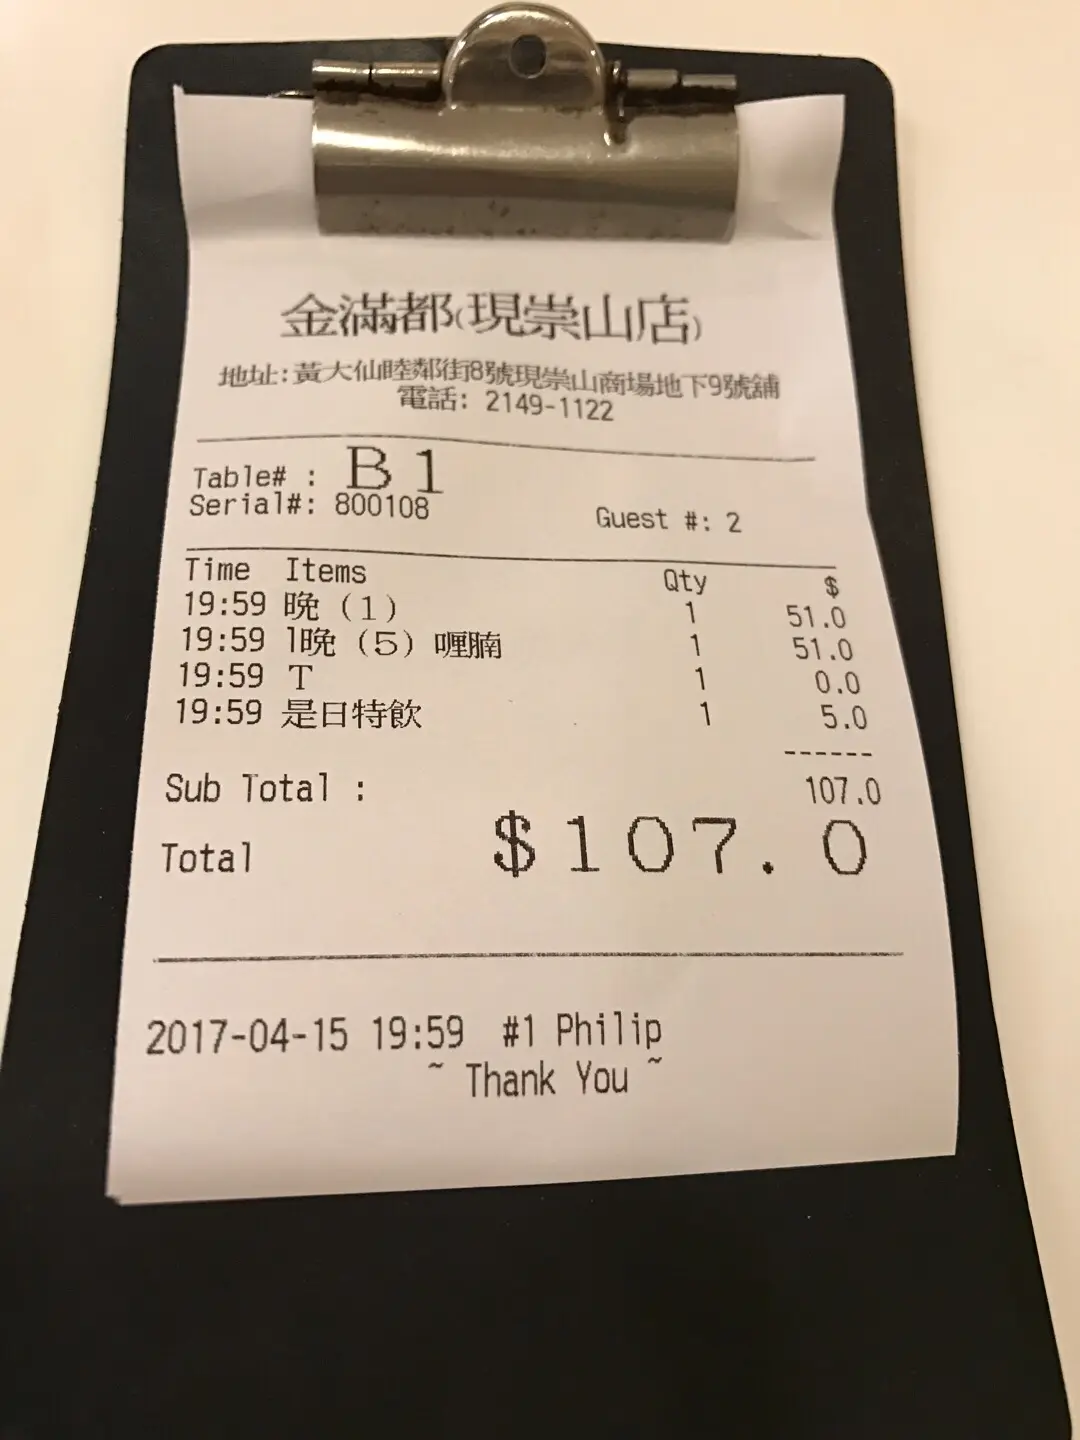 金滿都(現崇山店)
地址:黃大仙睦鄰街8號現崇山商場地下9號舖
電話: 2149-1122
Table# : B1
Serial#: 800108 Guest #: 2
Time Items Qty $
19:59 晚 (1) 1 51.0
19:59 1晚 (5) 喱腩 1 51.0
19:59 T 1 0.0
19:59 是日特飲 1 5.0
------
Sub Total : 107.0
Total $107.0
2017-04-15 19:59 #1 Philip
~ Thank You ~